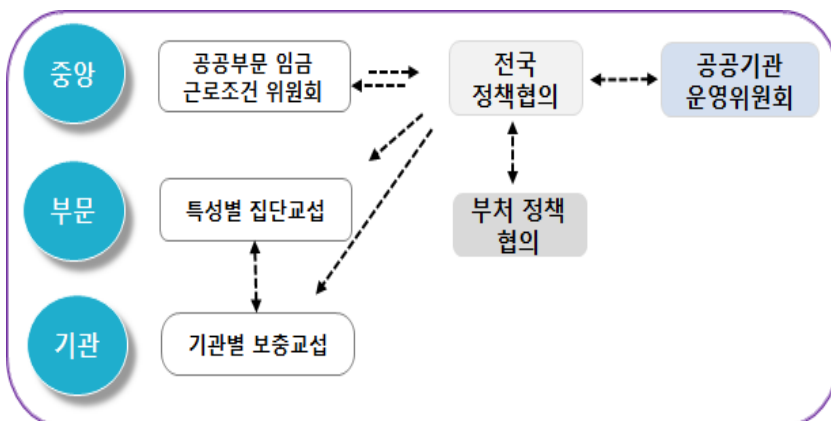 중앙
공공부문 임금
근로조건 위원회
전국
정책협의
공공기관
운영위원회
부문
특성별 집단교섭
부처 정책
협의
기관
기관별 보충교섭